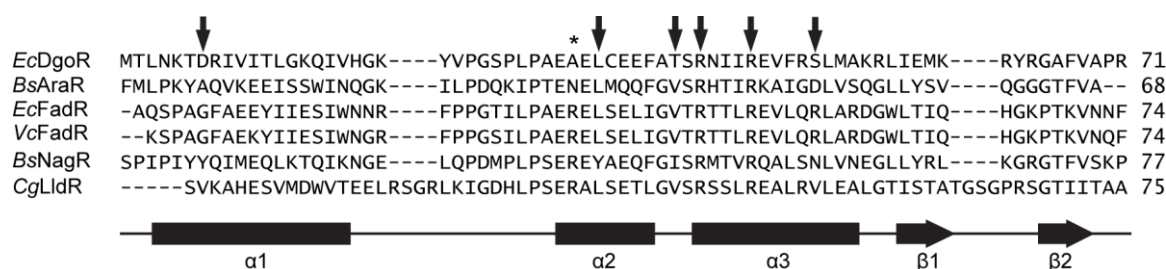 *
EcDgoR MTLNKTDRIVITLGKQIVHGK----YVPGSPLPAEAELCEEFATSRNIIREVFRSLMAKRLIEMK----RYRGAFVAPR 71
BsAraR FMLPKYAQVKEEISSWINQGK----ILPDQKIPTENELMQQFGVSRHTIRKAIGDLVSQGLLYSV----QGGGTFVA-- 68
EcFadR -AQSPAGFAEEYIIESIWNNR----FPPGTILPAERELSELIGVTRTTLREVLQRLARDGWLTIQ----HGKPTKVNNF 74
VcFadR --KSPAGFAEKYIIESIWNGR----FPPGSILPAERELSELIGVTRTTLREVLQRLARDGWLTIQ----HGKPTKVNQF 74
BsNagR SPIPIYYQIMEQLKTQIKNGE----LQPDMPLPSEREYAEQFGISRMTVRQALSNLVNEGLLYRL----KGRGTFVSKP 77
CgLldR -----SVKAHESVMDWVTEELRSGRLKIGDHLPSERALSETLGVSRSSLREALRVLEALGTISTATGSGPRSGTIITAA 75
α1 α2 α3 β1 β2